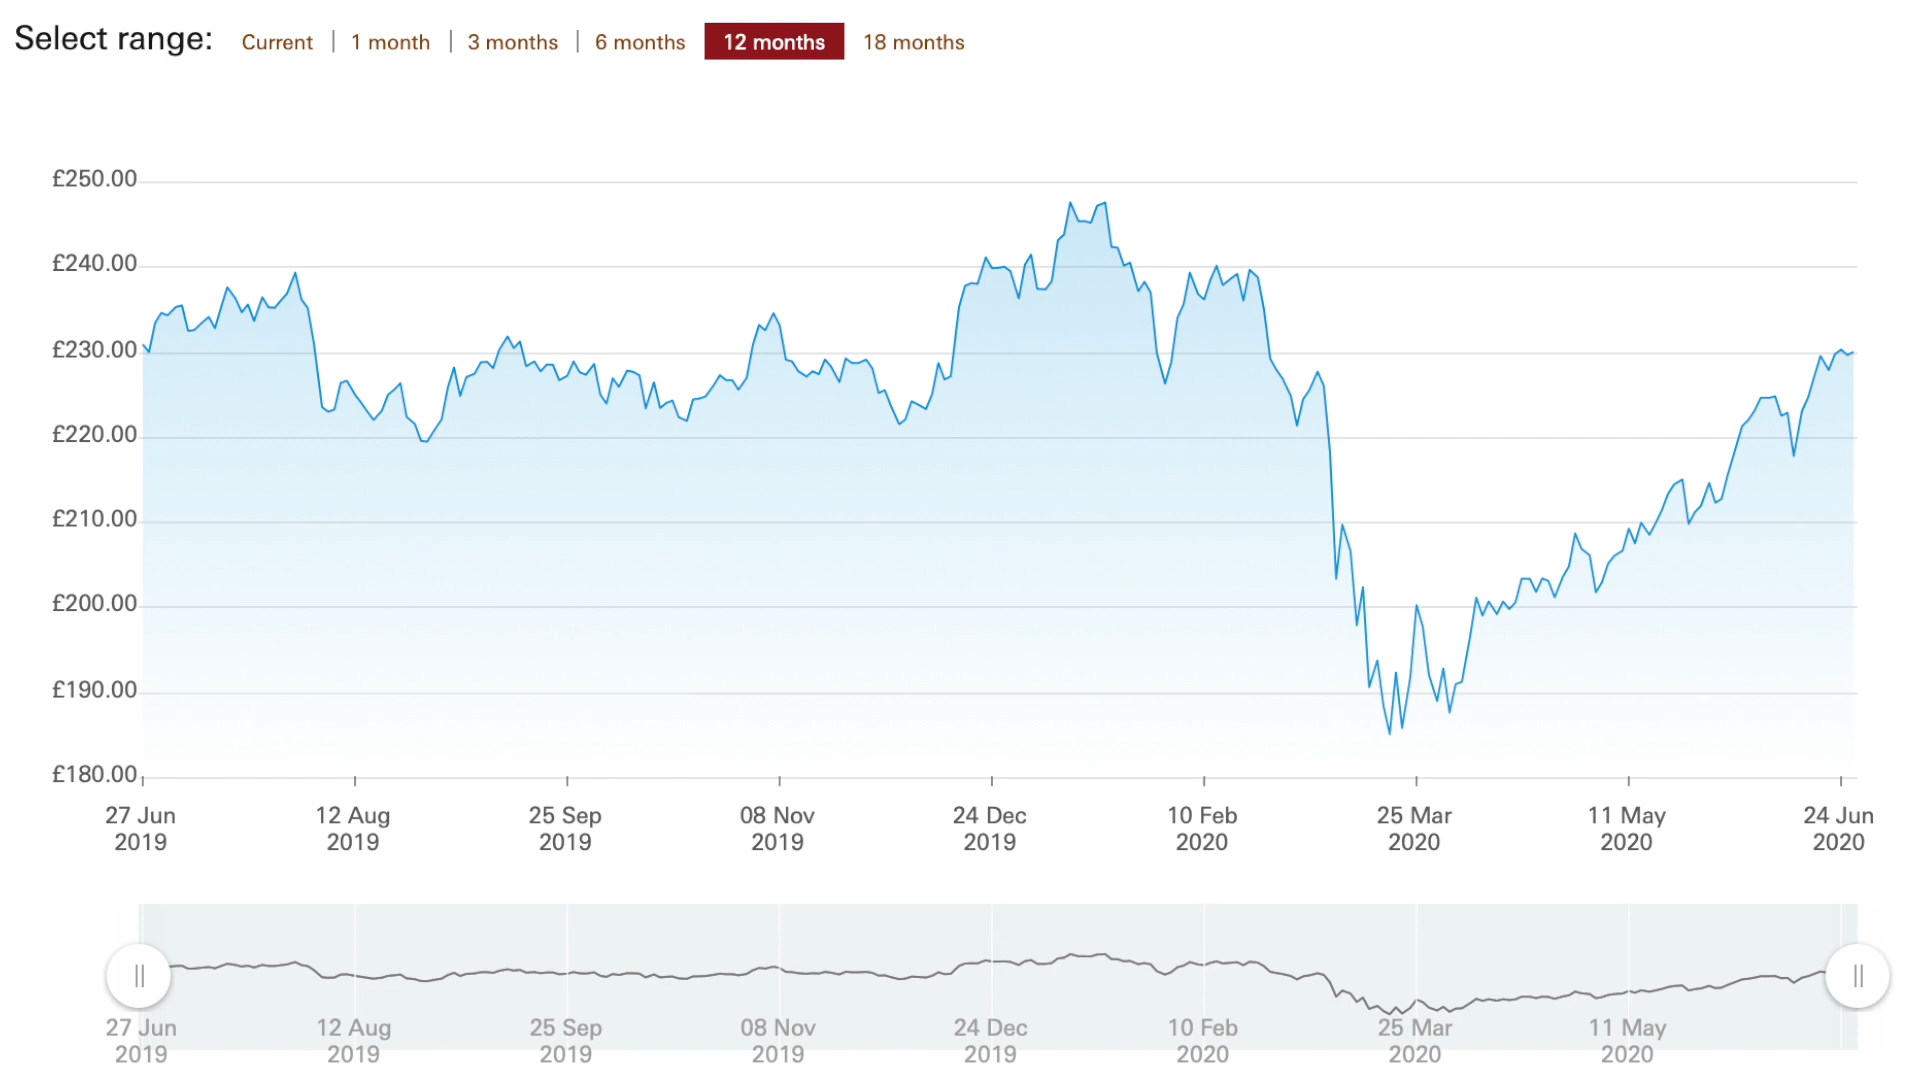 Select range: Current | 1 month | 3 months | 6 months 12 months 18 months
£250.00
£240.00
£230.00
£220.00
£210.00
£200.00
£190.00
£180.00
27 Jun 12 Aug 25 Sep 08 Nov 24 Dec 10 Feb 25 Mar 11 May 24 Jun
2019 2019 2019 2019 2019 2020 2020 2020 2020
27 Jun 12 Aug 25 Sep 08 Nov 24 Dec 10 Feb 25 Mar 11 May
2019 2019 2019 2019 2019 2020 2020 2020